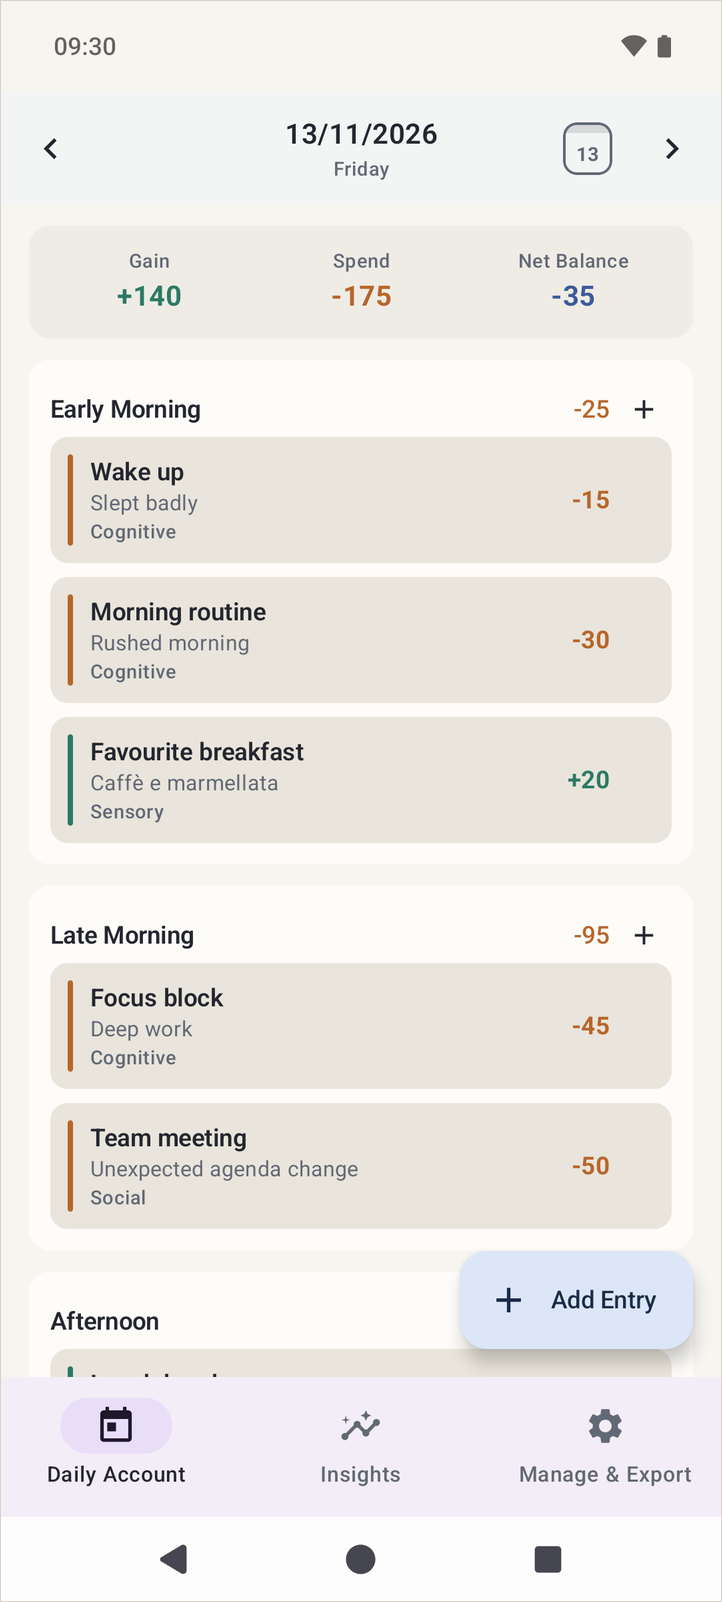 09:30
13/11/2026
Friday
13
Gain
+140
Spend
-175
Net Balance
-35
Early Morning
-25
Wake up
Slept badly
Cognitive
-15
Morning routine
Rushed morning
Cognitive
-30
Favourite breakfast
Caffè e marmellata
Sensory
+20
Late Morning
-95
Focus block
Deep work
Cognitive
-45
Team meeting
Unexpected agenda change
Social
-50
Afternoon
Add Entry
Daily Account
Insights
Manage & Export